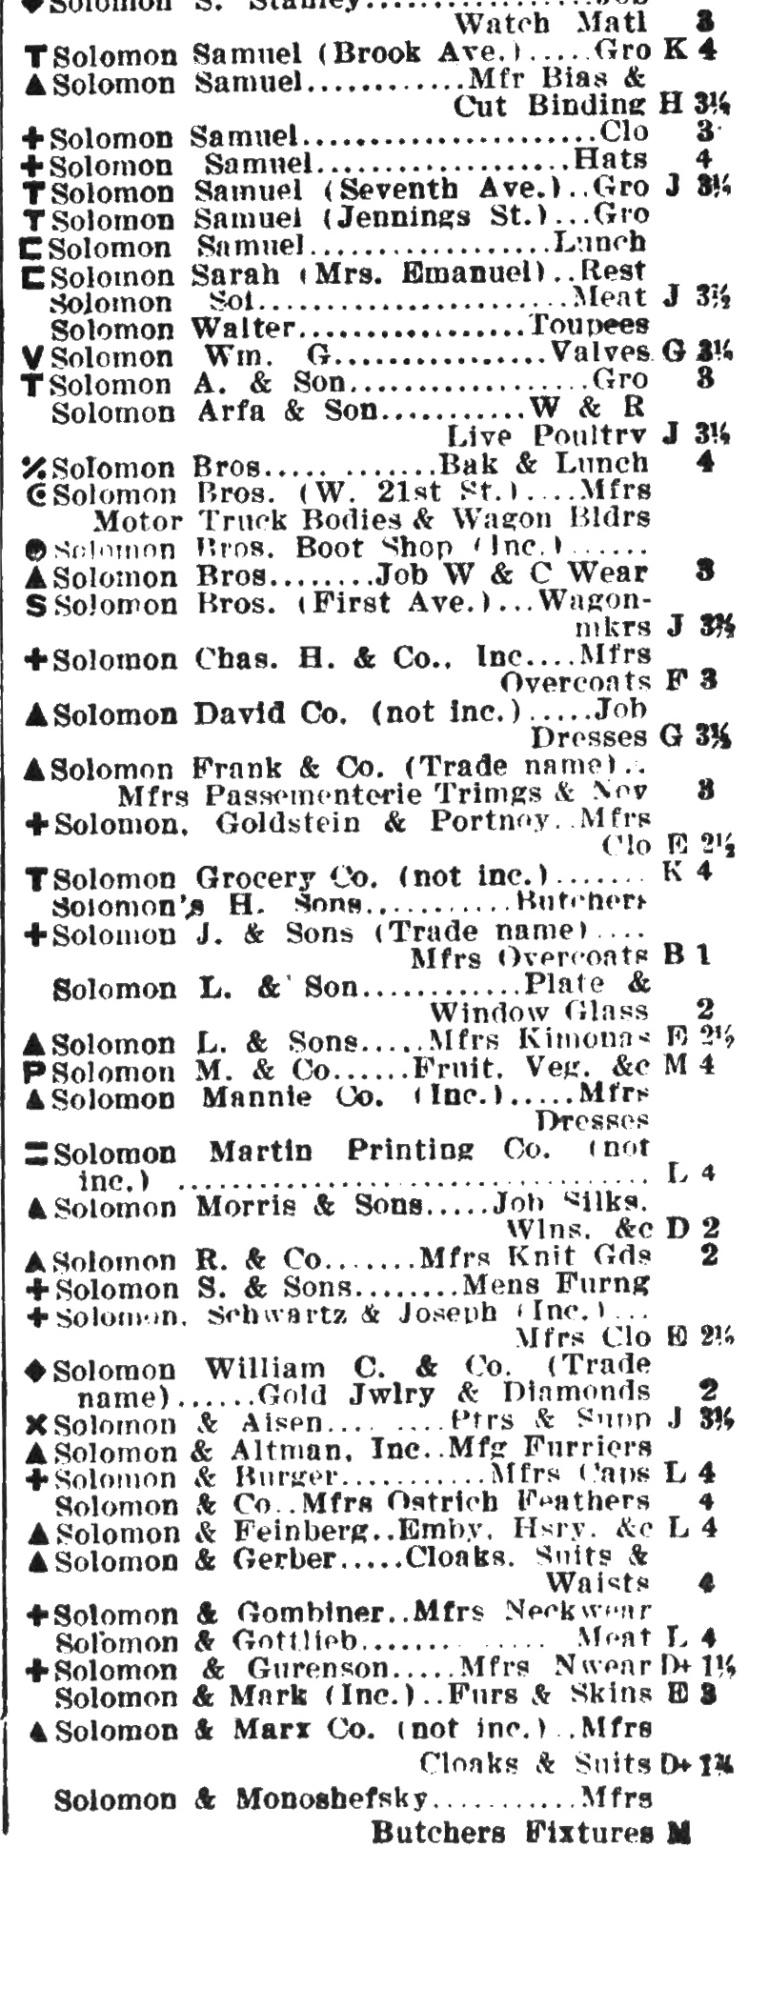 ◆Solomon S. Stanley..............Job
Watch Matl 3
TSolomon Samuel (Brook Ave.).....Gro K 4
▲Solomon Samuel............Mfr Bias &
Cut Binding H 3½
+Solomon Samuel.......................Clo 3
+Solomon Samuel....................Hats 4
TSolomon Samuel (Seventh Ave.)..Gro J 3½
TSolomon Samuel (Jennings St.)...Gro
⊏Solomon Samuel..................Lunch
⊏Solomon Sarah (Mrs. Emanuel)..Rest
Solomon Sol........................Meat J 3½
Solomon Walter..................Toupees
VSolomon Wm. G.................Valves G 3½
TSolomon A. & Son...................Gro 3
Solomon Arfa & Son...........W & R
Live Poultry J 3½
٪Solomon Bros..... .......Bak & Lunch 4
Solomon Bros. (W. 21st St.)....Mfrs
Motor Truck Bodies & Wagon Bldrs
Solomon Bros. Boot Shop (Inc.)......
▲Solomon Bros........Job W & C Wear 3
SSolomon Bros. (First Ave.)...Wagon-
mkrs J 3½
+Solomon Chas. H. & Co., Inc....Mfrs
Overcoats F 3
▲Solomon David Co. (not inc.).....Job
Dresses G 3½
▲Solomon Frank & Co. (Trade name)..
Mfrs Passementerie Trimgs & Nov 3
+Solomon, Goldstein & Portnoy..Mfrs
Clo E 2½
TSolomon Grocery Co. (not inc.)....... K 4
Solomon's H. Sons...........Butchers
+Solomon J. & Sons (Trade name)....
Mfrs Overcoats B 1
Solomon L. & Son............Plate &
Window Glass 2
▲Solomon L. & Sons.....Mfrs Kimonas E 2½
PSolomon M. & Co......Fruit, Veg. &c M 4
▲Solomon Mannie Co. (Inc.).....Mfrs
Dresses
=Solomon Martin Printing Co. (not
inc.) .................................... L 4
▲Solomon Morris & Sons.....Job Silks,
Wlns, &c D 2
▲Solomon R. & Co.......Mfrs Knit Gds 2
+Solomon S. & Sons........Mens Furng
+Solomon, Schwartz & Joseph (Inc.)...
Mfrs Clo E 2½
◆Solomon William C. & Co. (Trade
name)......Gold Jwlry & Diamonds 2
×Solomon & Aisen.... ....Ptrs & Supp J 3½
▲Solomon & Altman, Inc..Mfg Furriers
+Solomon & Burger...........Mfrs Caps L 4
Solomon & Co..Mfrs Ostrich Feathers 4
▲Solomon & Feinberg..Emby, Hsry, &c L 4
▲Solomon & Gerber.....Cloaks, Suits &
Waists 4
+Solomon & Gombiner..Mfrs Neckwear
Solomon & Gottlieb........ ...... Meat L 4
+Solomon & Gurenson.....Mfrs Nwear D+ 1½
Solomon & Mark (Inc.)..Furs & Skins E 3
▲Solomon & Marx Co. (not inc.)..Mfrs
Cloaks & Suits D+ 1¾
Solomon & Monoshefsky...........Mfrs
Butchers Fixtures M